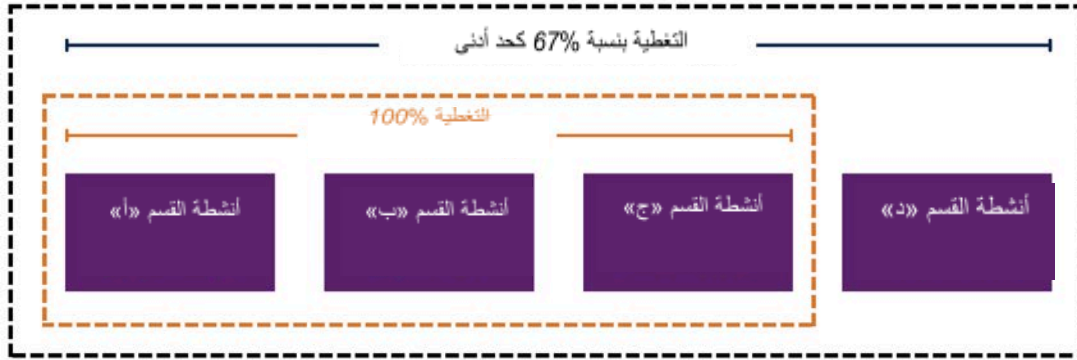 التغطية بنسبة 67% كحد أدنى
التغطية 100%
أنشطة القسم «د»
أنشطة القسم «ج»
أنشطة القسم «ب»
أنشطة القسم «ا»